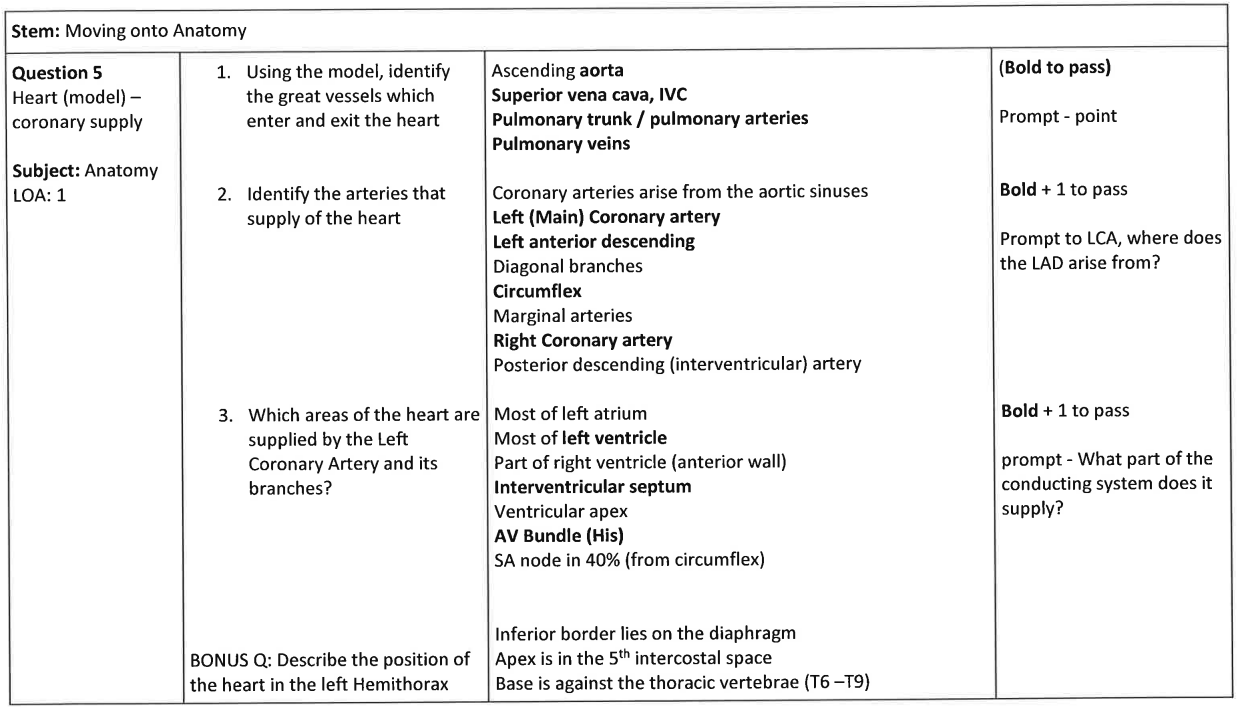 Stem: Moving onto Anatomy
Question 5
Heart (model) –
coronary supply
Subject: Anatomy
LOA: 1
1. Using the model, identify
the great vessels which
enter and exit the heart
Ascending aorta
Superior vena cava, IVC
Pulmonary trunk / pulmonary arteries
Pulmonary veins
(Bold to pass)
Prompt - point
2. Identify the arteries that
supply of the heart
Coronary arteries arise from the aortic sinuses
Left (Main) Coronary artery
Left anterior descending
Diagonal branches
Circumflex
Marginal arteries
Right Coronary artery
Posterior descending (interventricular) artery
Bold + 1 to pass
Prompt to LCA, where does
the LAD arise from?
3. Which areas of the heart are
supplied by the Left
Coronary Artery and its
branches?
Most of left atrium
Most of left ventricle
Part of right ventricle (anterior wall)
Interventricular septum
Ventricular apex
AV Bundle (His)
SA node in 40% (from circumflex)
Bold + 1 to pass
prompt - What part of the
conducting system does it
supply?
BONUS Q: Describe the position of
the heart in the left Hemithorax
Inferior border lies on the diaphragm
Apex is in the 5th intercostal space
Base is against the thoracic vertebrae (T6 –T9)